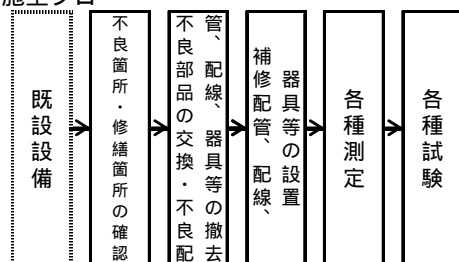 施工フロ
既設設備
不良箇所・修繕箇所の確認
不良部品の交換・不良配
管、配線、器具等の撤去
補修配管、配線、
器具等の設置
各種測定
各種試験